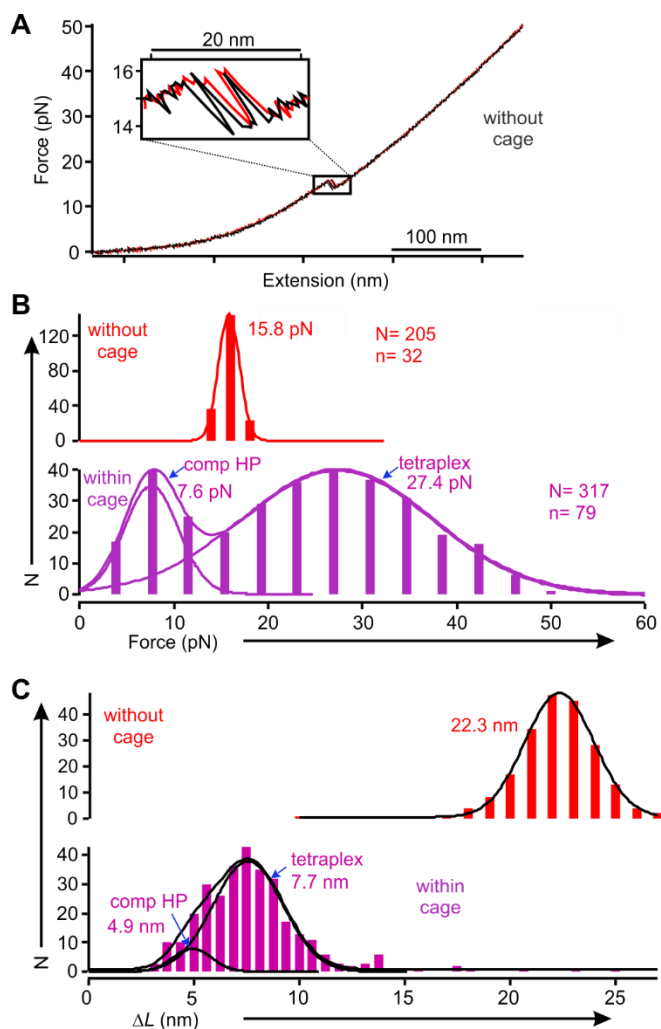 A
50
20 nm
16
14
40
30
20
10
0
Force (pN)
without
cage
100 nm
Extension (nm)
B
without
cage
15.8 pN
N= 205
n= 32
120
80
40
0
within
cage
comp HP
7.6 pN
tetraplex
27.4 pN
N= 317
n= 79
40
30
20
10
0
N
0 10 20 30 40 50 60
Force (pN)
C
without
cage
22.3 nm
40
30
20
10
0
comp HP
4.9 nm
tetraplex
7.7 nm
within
cage
40
30
20
10
0
N
0 5 10 15 20 25
ΔL (nm)